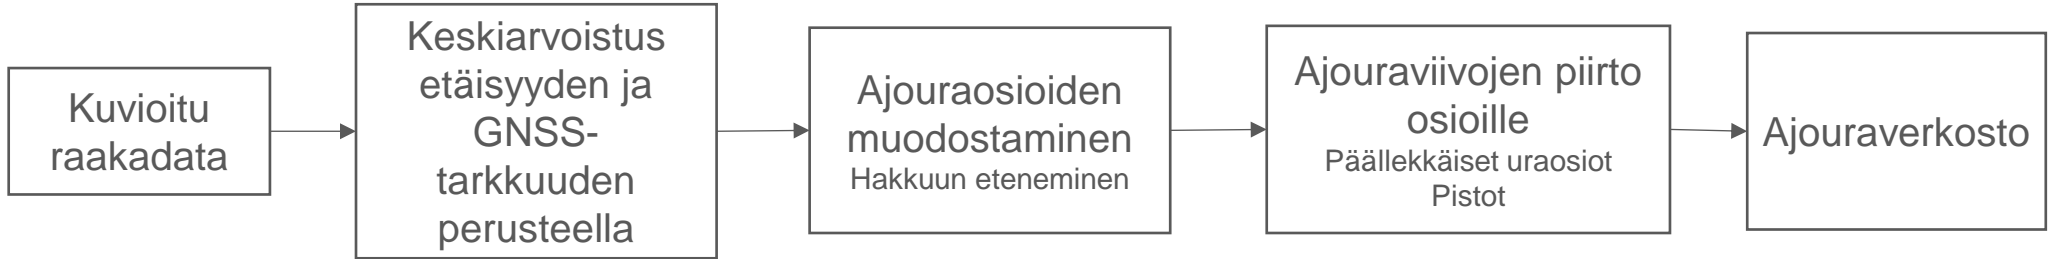 Kuvioitu
raakadata
Keskiarvoistus
etäisyyden ja
GNSS-
tarkkuuden
perusteella
Ajouraosioiden
muodostaminen
Hakkuun eteneminen
Ajouraviivojen piirto
osioille
Päällekkäiset uraosiot
Pistot
Ajouraverkosto